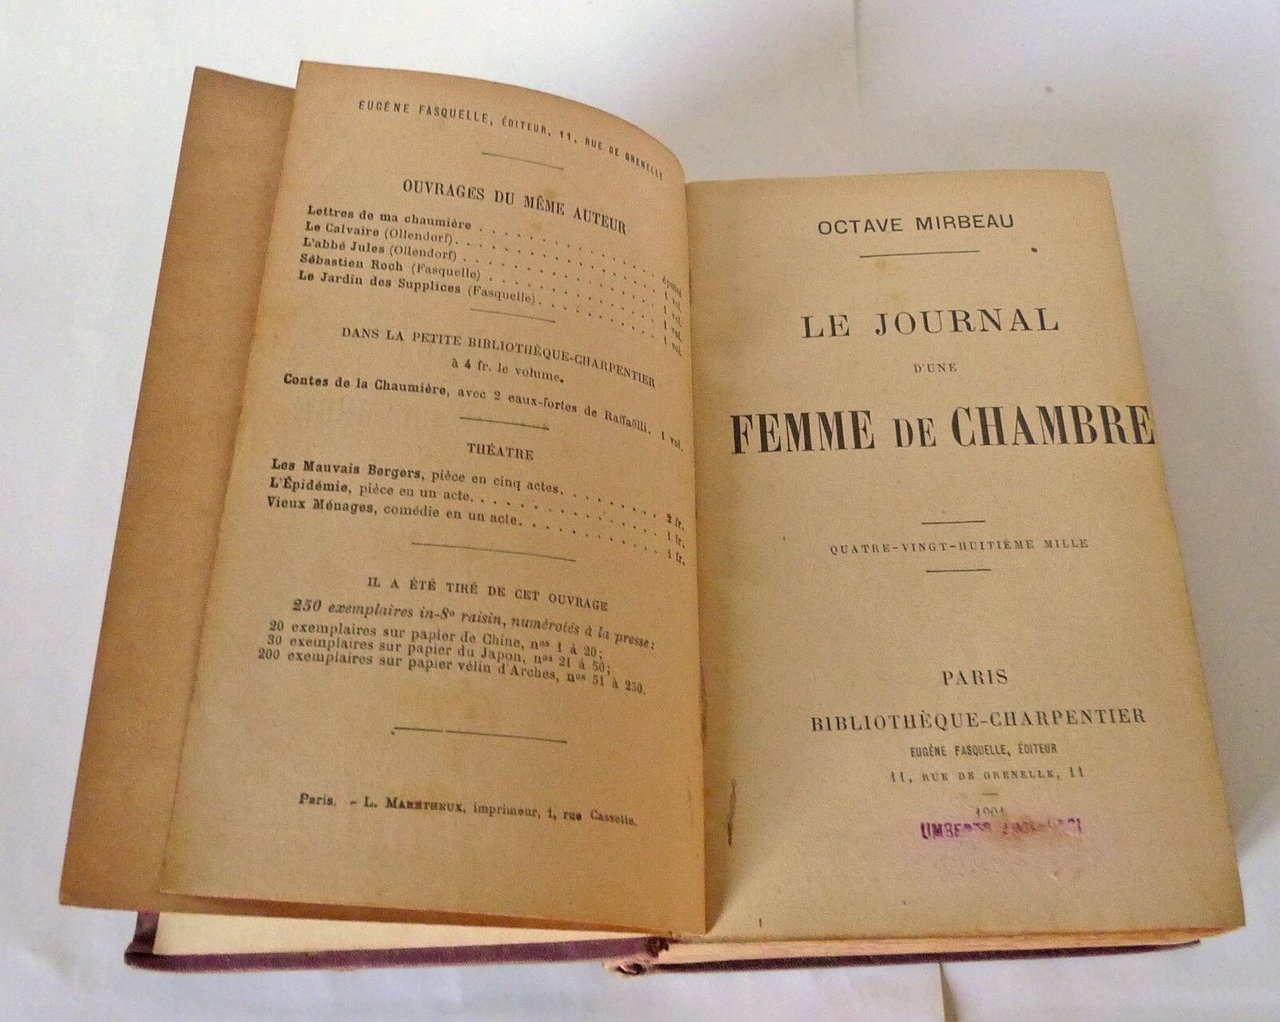 EUGÈNE FASQUELLE, ÉDITEUR, 11, RUE DE GRENELLE
OUVRAGES DU MÊME AUTEUR
Lettres de ma chaumière . . . . . . . . . . . . . épuisé
Le Calvaire (Ollendorf). . . . . . . . . . . . . . 1 vol.
L'abbé Jules (Ollendorf) . . . . . . . . . . . . . 1 vol.
Sébastien Roch (Fasquelle) . . . . . . . . . . . . 1 vol.
Le Jardin des Supplices (Fasquelle). . . . . . . . 1 vol.
DANS LA PETITE BIBLIOTHÈQUE-CHARPENTIER
à 4 fr. le volume.
Contes de la Chaumière, avec 2 eaux-fortes de Raffaëlli. 1 vol.
THÉATRE
Les Mauvais Bergers, pièce en cinq actes. . . . . . . . 2 fr.
L'Épidémie, pièce en un acte. . . . . . . . . . . . . 1 fr.
Vieux Ménages, comédie en un acte. . . . . . . . . . . 1 fr.
IL A ÉTÉ TIRÉ DE CET OUVRAGE
250 exemplaires in-8º raisin, numérotés à la presse:
20 exemplaires sur papier de Chine, nos 1 à 20;
30 exemplaires sur papier du Japon, nos 21 à 50;
200 exemplaires sur papier vélin d'Arches, nos 51 à 250.
Paris. – L. MARETHEUX, imprimeur, 1, rue Cassette.
OCTAVE MIRBEAU
LE JOURNAL
D'UNE
FEMME DE CHAMBRE
QUATRE-VINGT-HUITIÈME MILLE
PARIS
BIBLIOTHÈQUE-CHARPENTIER
EUGÈNE FASQUELLE, ÉDITEUR
11, RUE DE GRENELLE, 11
1901
UMBERTO